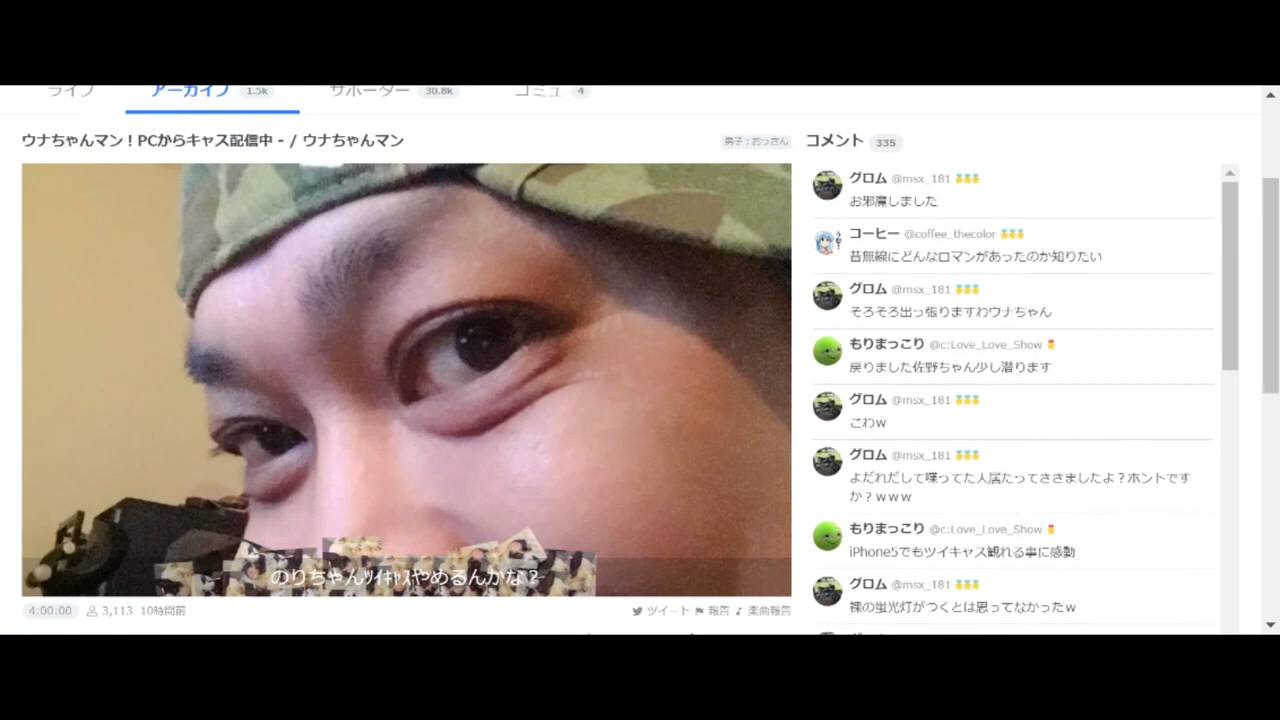 ライブ アーカイブ 1.5k サポーター 30.8k コミュ 4
ウナちゃんマン！PCからキャス配信中 - / ウナちゃんマン
男子：おっさん
のりちゃんﾂｲｷｬｽやめるんかな？
4:00:00 3,113 10時間前
ツイート 報告 楽曲報告
コメント 335
グロム @msx_181
お邪魔しました
コーヒー @coffee_thecolor
昔無線にどんなロマンがあったのか知りたい
グロム @msx_181
そろそろ出っ張りますわウナちゃん
もりまっこり @c:Love_Love_Show
戻りました佐野ちゃん少し潜ります
グロム @msx_181
こわw
グロム @msx_181
よだれだして喋ってた人居たってききましたよ？ホントです
か？ｗｗｗ
もりまっこり @c:Love_Love_Show
iPhone5でもツイキャス観れる事に感動
グロム @msx_181
裸の蛍光灯がつくとは思ってなかったｗ